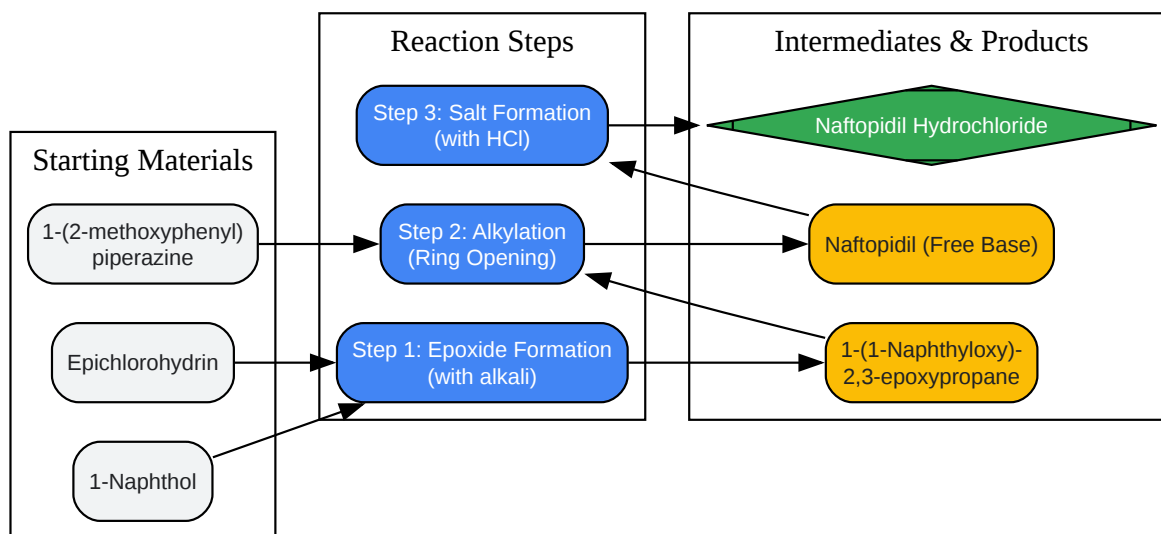 Starting Materials
1-(2-methoxyphenyl)
piperazine
Epichlorohydrin
1-Naphthol
Reaction Steps
Step 3: Salt Formation
(with HCl)
Step 2: Alkylation
(Ring Opening)
Step 1: Epoxide Formation
(with alkali)
Intermediates & Products
Naftopidil Hydrochloride
Naftopidil (Free Base)
1-(1-Naphthyloxy)-
2,3-epoxypropane